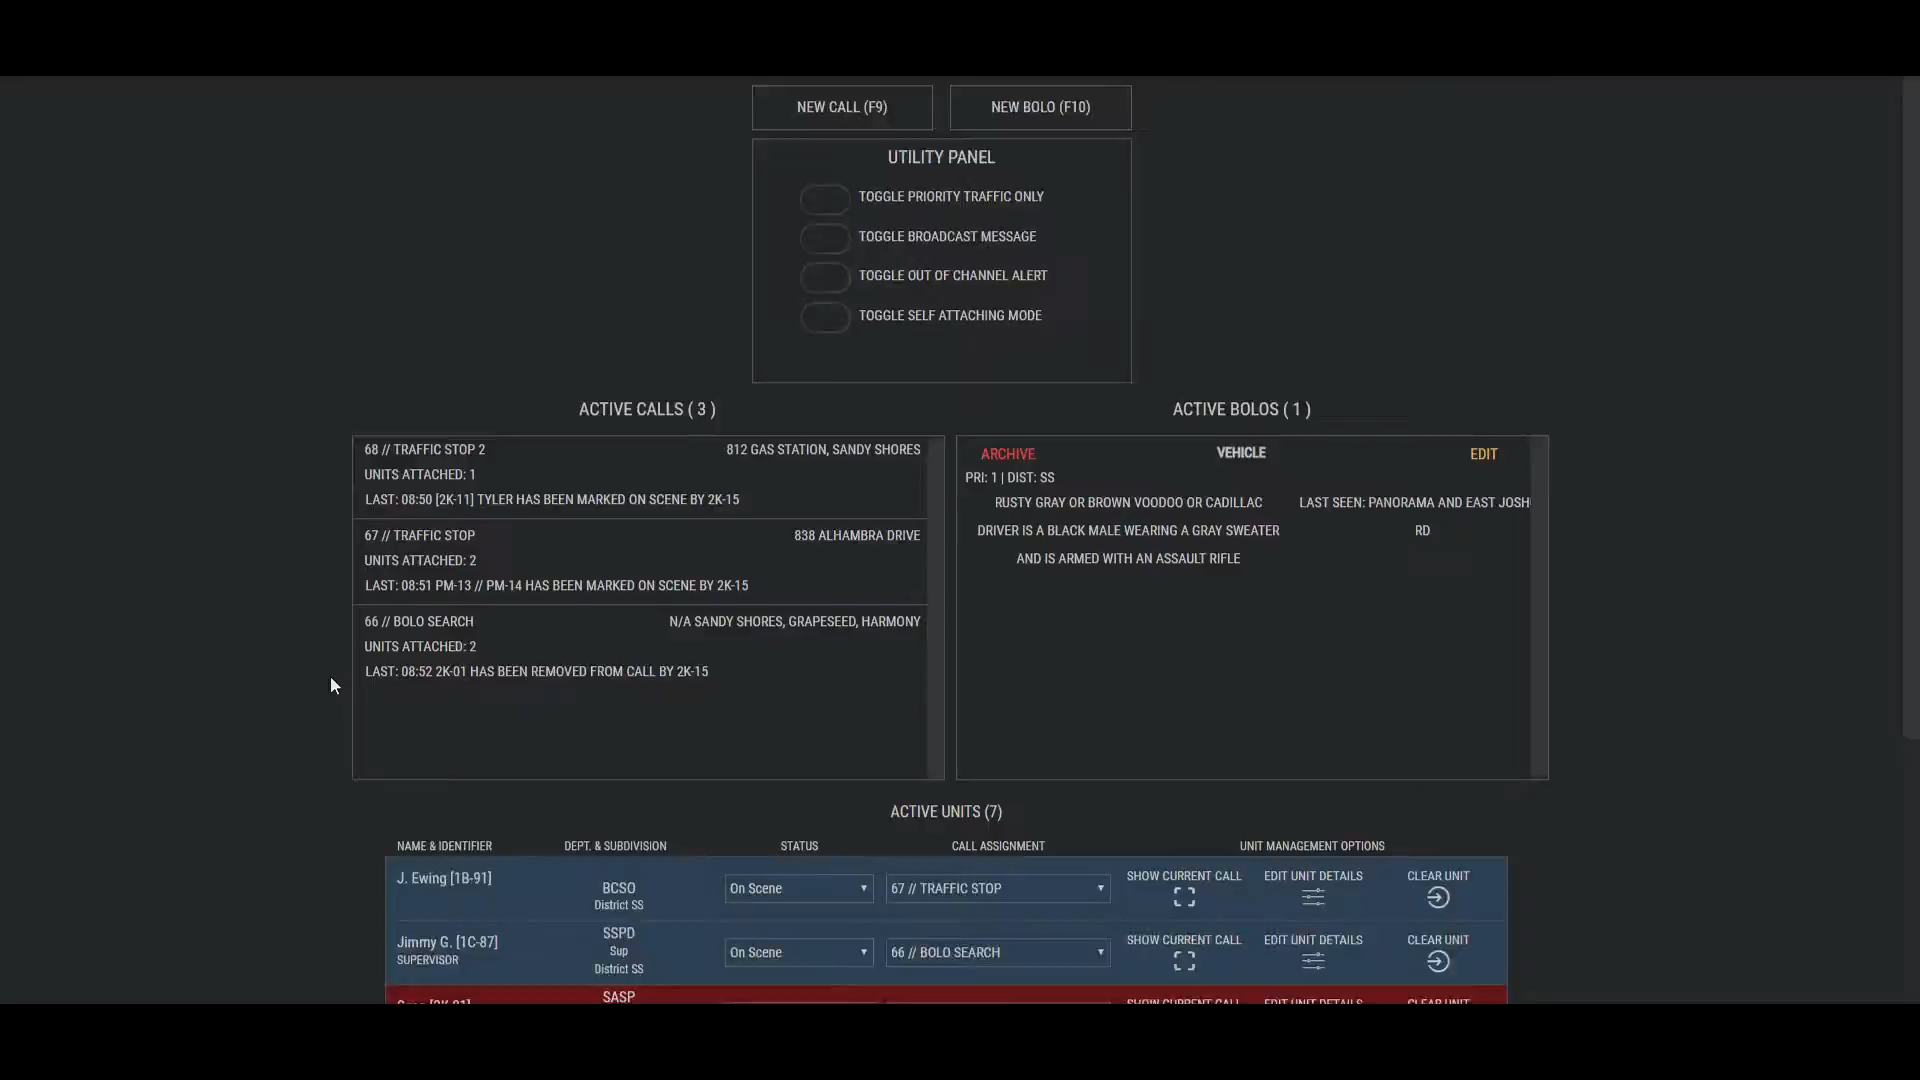 NEW CALL (F9)
NEW BOLO (F10)
UTILITY PANEL
TOGGLE PRIORITY TRAFFIC ONLY
TOGGLE BROADCAST MESSAGE
TOGGLE OUT OF CHANNEL ALERT
TOGGLE SELF ATTACHING MODE
ACTIVE CALLS ( 3 )
68 // TRAFFIC STOP 2
812 GAS STATION, SANDY SHORES
UNITS ATTACHED: 1
LAST: 08:50 [2K-11] TYLER HAS BEEN MARKED ON SCENE BY 2K-15
67 // TRAFFIC STOP
838 ALHAMBRA DRIVE
UNITS ATTACHED: 2
LAST: 08:51 PM-13 // PM-14 HAS BEEN MARKED ON SCENE BY 2K-15
66 // BOLO SEARCH
N/A SANDY SHORES, GRAPESEED, HARMONY
UNITS ATTACHED: 2
LAST: 08:52 2K-01 HAS BEEN REMOVED FROM CALL BY 2K-15
ACTIVE BOLOS ( 1 )
ARCHIVE
VEHICLE
EDIT
PRI: 1 | DIST: SS
RUSTY GRAY OR BROWN VOODOO OR CADILLAC
DRIVER IS A BLACK MALE WEARING A GRAY SWEATER
AND IS ARMED WITH AN ASSAULT RIFLE
LAST SEEN: PANORAMA AND EAST JOSH
RD
ACTIVE UNITS (7)
NAME & IDENTIFIER
DEPT. & SUBDIVISION
STATUS
CALL ASSIGNMENT
UNIT MANAGEMENT OPTIONS
J. Ewing [1B-91]
BCSO
District SS
On Scene
67 // TRAFFIC STOP
SHOW CURRENT CALL
EDIT UNIT DETAILS
CLEAR UNIT
Jimmy G. [1C-87]
SUPERVISOR
SSPD
Sup
District SS
On Scene
66 // BOLO SEARCH
SHOW CURRENT CALL
EDIT UNIT DETAILS
CLEAR UNIT
SASP
SHOW CURRENT CALL
EDIT UNIT DETAILS
CLEAR UNIT